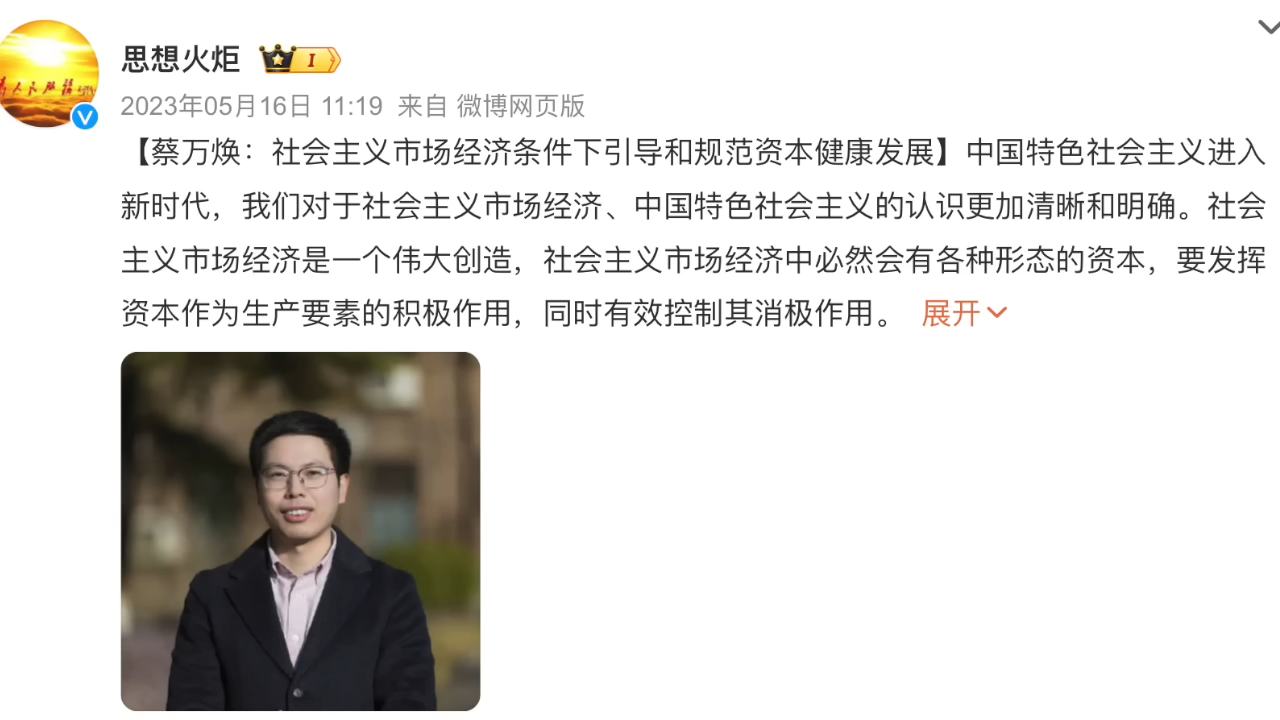 思想火炬
I
2023年05月16日 11:19 来自 微博网页版
【蔡万焕：社会主义市场经济条件下引导和规范资本健康发展】中国特色社会主义进入
新时代，我们对于社会主义市场经济、中国特色社会主义的认识更加清晰和明确。社会
主义市场经济是一个伟大创造，社会主义市场经济中必然会有各种形态的资本，要发挥
资本作为生产要素的积极作用，同时有效控制其消极作用。 展开